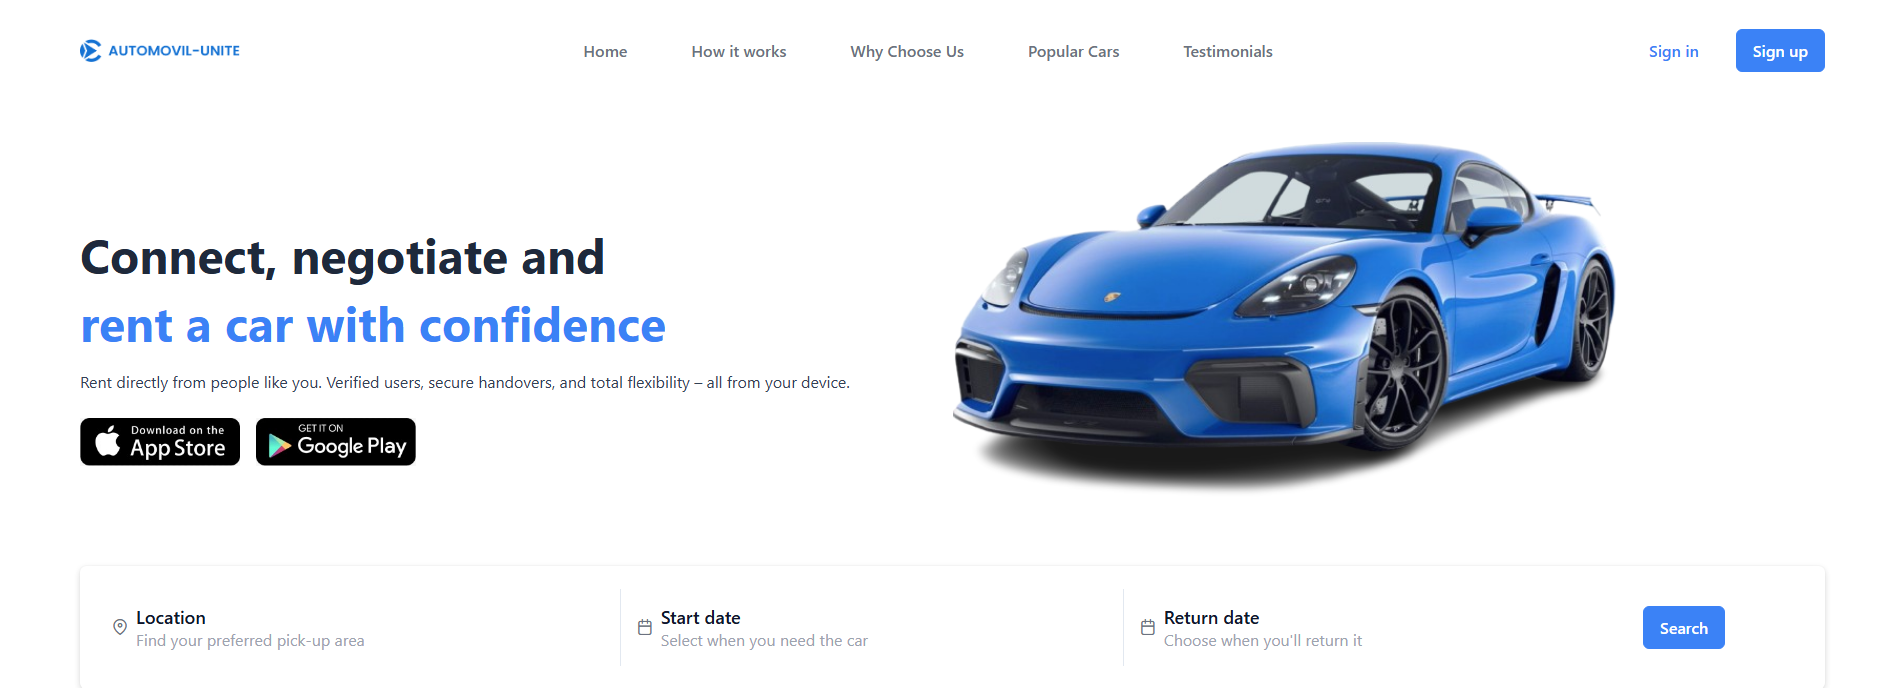 AUTOMOVIL-UNITE
Home
How it works
Why Choose Us
Popular Cars
Testimonials
Sign in
Sign up
Connect, negotiate and
rent a car with confidence
Rent directly from people like you. Verified users, secure handovers, and total flexibility – all from your device.
Download on the
App Store
GET IT ON
Google Play
Location
Find your preferred pick-up area
Start date
Select when you need the car
Return date
Choose when you'll return it
Search